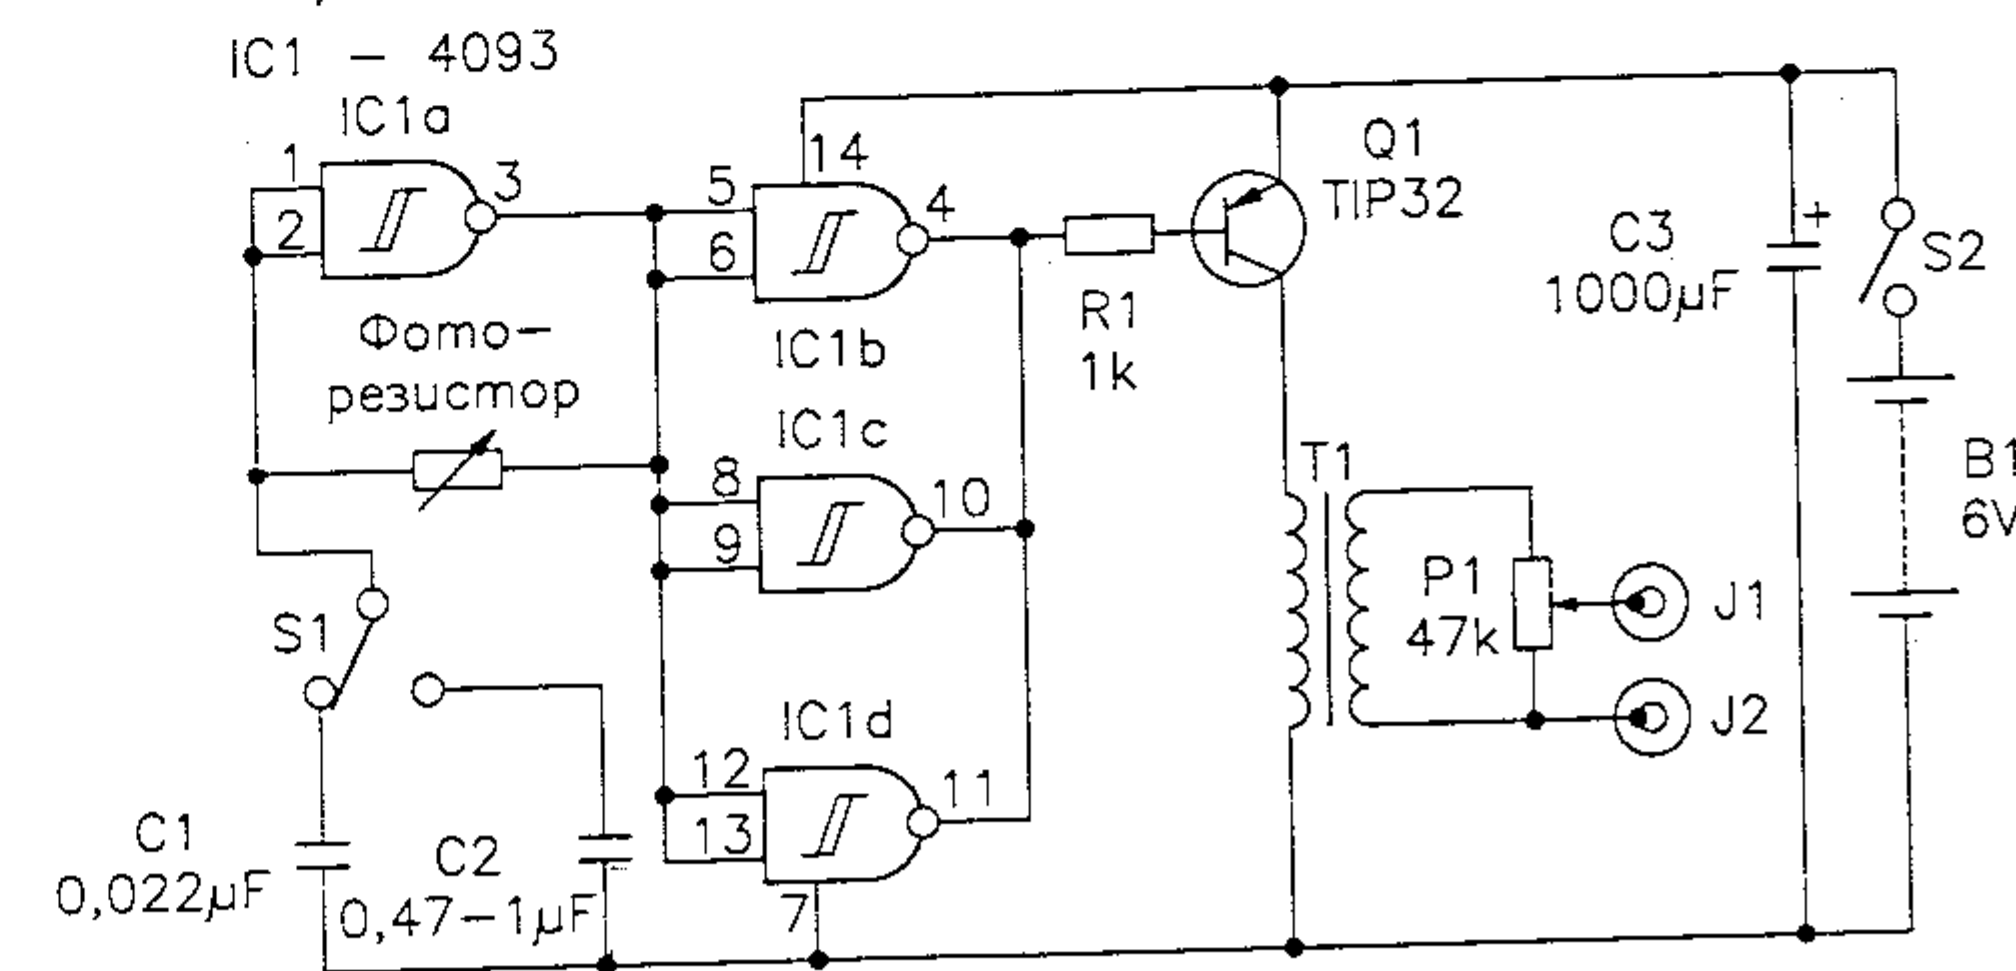 IC1 – 4093
IC1a
1
2
3
5
6
14
4
IC1b
Фото–
резистор
R1
1k
Q1
TIP32
C3
1000µF
+
S2
B1
6V
IC1c
8
9
10
T1
P1
47k
J1
J2
S1
IC1d
12
13
11
7
C1
0,022µF
C2
0,47–1µF